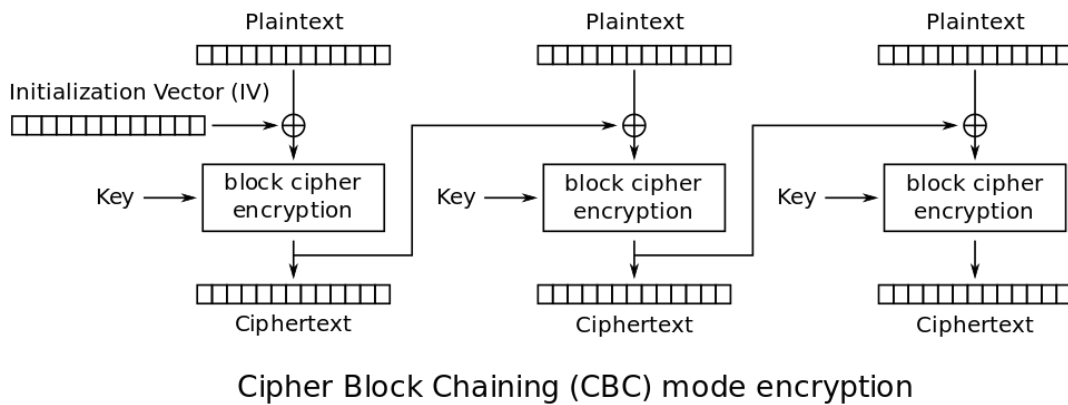 Plaintext
Plaintext
Plaintext
Initialization Vector (IV)
Key
block cipher
encryption
Key
block cipher
encryption
Key
block cipher
encryption
Ciphertext
Ciphertext
Ciphertext
Cipher Block Chaining (CBC) mode encryption